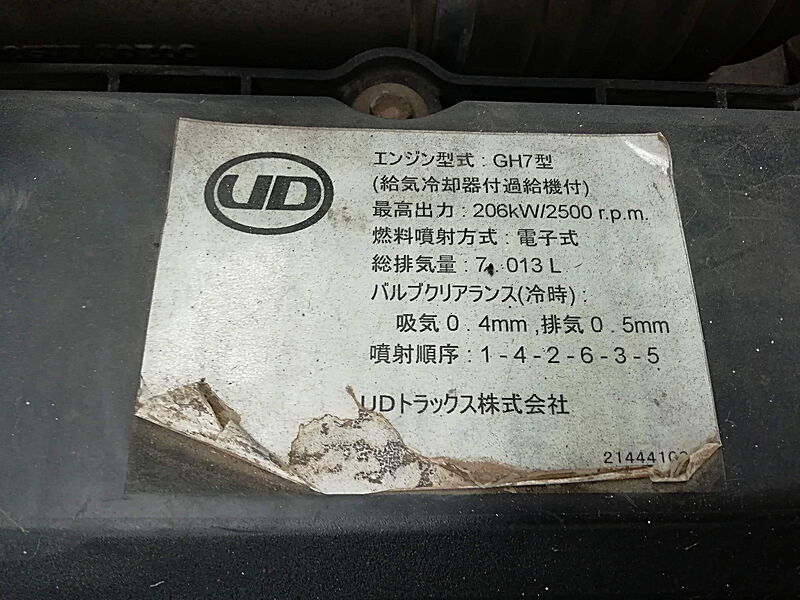 UD
エンジン型式 : GH7型
(給気冷却器付過給機付)
最高出力 : 206kW/2500 r.p.m.
燃料噴射方式 : 電子式
総排気量 : 7. 013 L
バルブクリアランス(冷時) :
吸気０. 4mm ,排気０. 5mm
噴射順序 : 1 - 4 - 2 - 6 - 3 - 5
UDトラックス株式会社